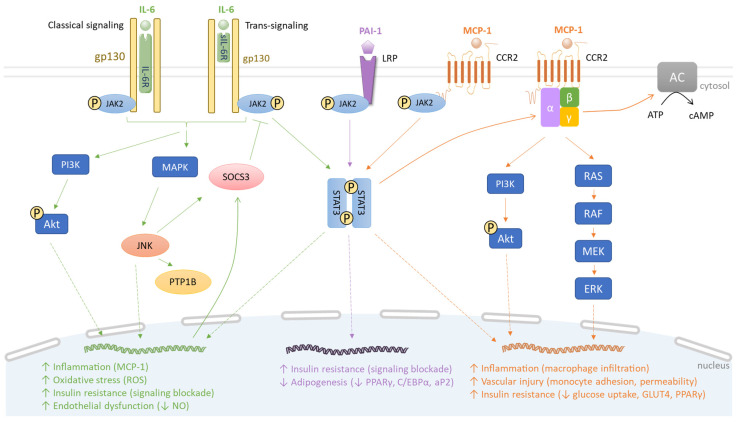 IL-6
IL-6
PAI-1
MCP-1
MCP-1
Classical signaling
Trans-signaling
gp130
IL-6R
sIL-6R
gp130
LRP
CCR2
CCR2
AC
cytosol
P
JAK2
JAK2
P
P
JAK2
P
JAK2
α
β
γ
ATP
cAMP
PI3K
MAPK
SOCS3
P
STAT3
STAT3
P
PI3K
RAS
P
Akt
JNK
PTP1B
P
Akt
RAF
MEK
ERK
nucleus
↑ Inflammation (MCP-1)
↑ Oxidative stress (ROS)
↑ Insulin resistance (signaling blockade)
↑ Endothelial dysfunction (↓ NO)
↑ Insulin resistance (signaling blockade)
↓ Adipogenesis (↓ PPARγ, C/EBPα, aP2)
↑ Inflammation (macrophage infiltration)
↑ Vascular injury (monocyte adhesion, permeability)
↑ Insulin resistance (↓ glucose uptake, GLUT4, PPARγ)